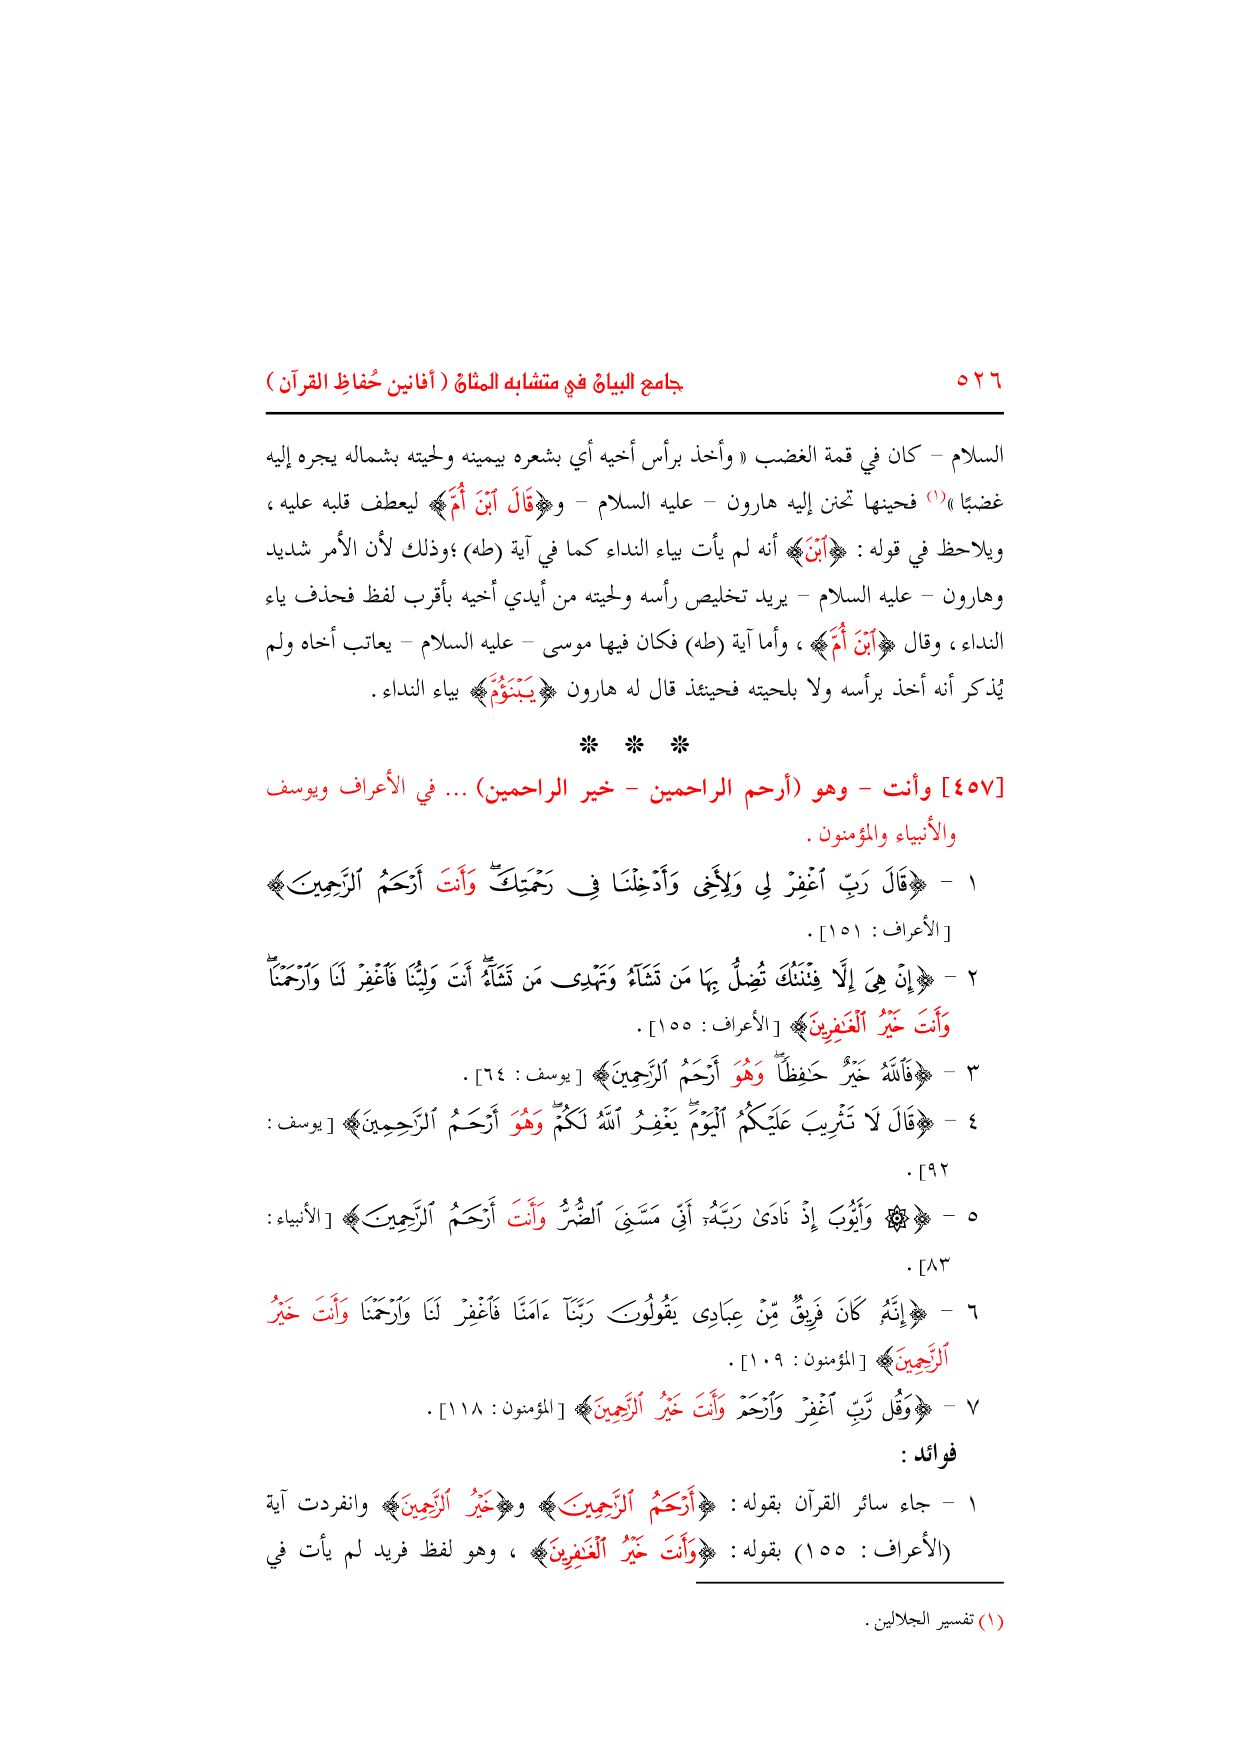 ٥٢٦ جامع البيان في متشابه المثان ( أفانين حُفاظِ القرآن )
السلام – كان في قمة الغضب « وأخذ برأس أخيه أي بشعره بيمينه ولحيته بشماله يجره إليه
غضبًا »(١) فحينها تحنن إليه هارون – عليه السلام – و﴿قَالَ ٱبۡنَ أُمَّ﴾ ليعطف قلبه عليه ،
ويلاحظ في قوله : ﴿ٱبۡنَ﴾ أنه لم يأت بياء النداء كما في آية (طه) ؛وذلك لأن الأمر شديد
وهارون – عليه السلام – يريد تخليص رأسه ولحيته من أيدي أخيه بأقرب لفظ فحذف ياء
النداء ، وقال ﴿ٱبۡنَ أُمَّ﴾ ، وأما آية (طه) فكان فيها موسى – عليه السلام – يعاتب أخاه ولم
يُذكر أنه أخذ برأسه ولا بلحيته فحينئذ قال له هارون ﴿يَبۡنَؤُمَّ﴾ بياء النداء .
❊ ❊ ❊
[٤٥٧] وأنت – وهو (أرحم الراحمين – خير الراحمين) ... في الأعراف ويوسف
والأنبياء والمؤمنون .
١ – ﴿قَالَ رَبِّ ٱغۡفِرۡ لِي وَلِأَخِي وَأَدۡخِلۡنَا فِي رَحۡمَتِكَۖ وَأَنتَ أَرۡحَمُ ٱلرَّٰحِمِينَ﴾
[الأعراف : ١٥١] .
٢ – ﴿إِنۡ هِيَ إِلَّا فِتۡنَتُكَ تُضِلُّ بِهَا مَن تَشَآءُ وَتَهۡدِي مَن تَشَآءُۖ أَنتَ وَلِيُّنَا فَٱغۡفِرۡ لَنَا وَٱرۡحَمۡنَاۖ
وَأَنتَ خَيۡرُ ٱلۡغَٰفِرِينَ﴾ [الأعراف : ١٥٥] .
٣ – ﴿فَٱللَّهُ خَيۡرٌ حَٰفِظٗاۖ وَهُوَ أَرۡحَمُ ٱلرَّٰحِمِينَ﴾ [يوسف : ٦٤] .
٤ – ﴿قَالَ لَا تَثۡرِيبَ عَلَيۡكُمُ ٱلۡيَوۡمَۖ يَغۡفِرُ ٱللَّهُ لَكُمۡۖ وَهُوَ أَرۡحَمُ ٱلرَّٰحِمِينَ﴾ [يوسف :
٩٢] .
٥ – ﴿۞ وَأَيُّوبَ إِذۡ نَادَىٰ رَبَّهُۥٓ أَنِّي مَسَّنِيَ ٱلضُّرُّ وَأَنتَ أَرۡحَمُ ٱلرَّٰحِمِينَ﴾ [الأنبياء :
٨٣] .
٦ – ﴿إِنَّهُۥ كَانَ فَرِيقٞ مِّنۡ عِبَادِي يَقُولُونَ رَبَّنَآ ءَامَنَّا فَٱغۡفِرۡ لَنَا وَٱرۡحَمۡنَا وَأَنتَ خَيۡرُ
ٱلرَّٰحِمِينَ﴾ [المؤمنون : ١٠٩] .
٧ – ﴿وَقُل رَّبِّ ٱغۡفِرۡ وَٱرۡحَمۡ وَأَنتَ خَيۡرُ ٱلرَّٰحِمِينَ﴾ [المؤمنون : ١١٨] .
فوائد :
١ – جاء سائر القرآن بقوله : ﴿أَرۡحَمُ ٱلرَّٰحِمِينَ﴾ و﴿خَيۡرُ ٱلرَّٰحِمِينَ﴾ وانفردت آية
(الأعراف : ١٥٥) بقوله : ﴿وَأَنتَ خَيۡرُ ٱلۡغَٰفِرِينَ﴾ ، وهو لفظ فريد لم يأت في
(١) تفسير الجلالين .